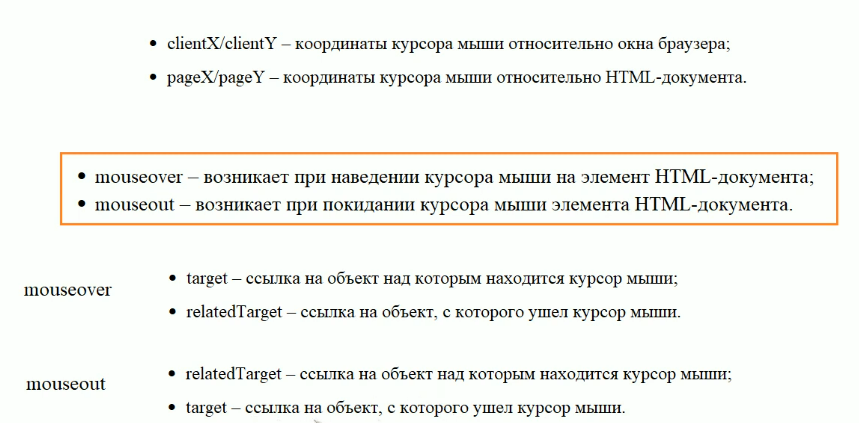 • clientX/clientY – координаты курсора мыши относительно окна браузера;
• pageX/pageY – координаты курсора мыши относительно HTML-документа.
• mouseover – возникает при наведении курсора мыши на элемент HTML-документа;
• mouseout – возникает при покидании курсора мыши элемента HTML-документа.
mouseover
• target – ссылка на объект над которым находится курсор мыши;
• relatedTarget – ссылка на объект, с которого ушел курсор мыши.
mouseout
• relatedTarget – ссылка на объект над которым находится курсор мыши;
• target – ссылка на объект, с которого ушел курсор мыши.